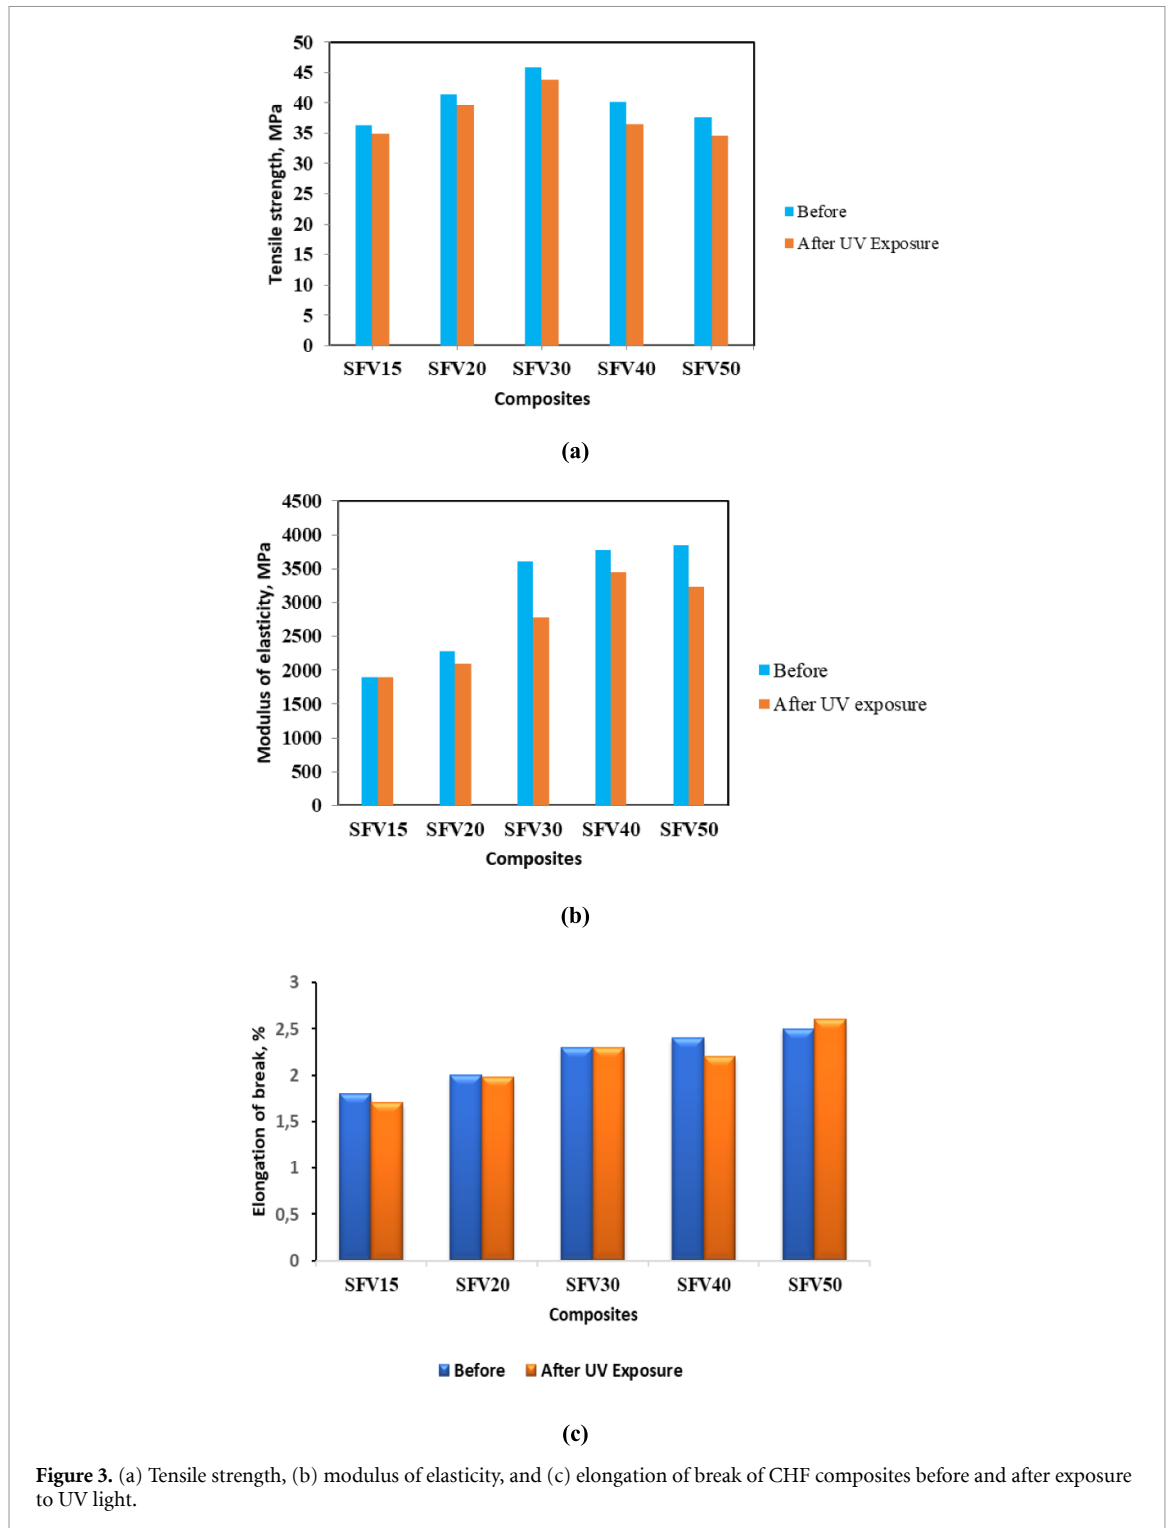 50
45
40
35
30
25
20
15
10
5
0
Tensile strength, MPa
SFV15 SFV20 SFV30 SFV40 SFV50
Composites
Before
After UV Exposure
(a)
4500
4000
3500
3000
2500
2000
1500
1000
500
0
Modulus of elasticity, MPa
SFV15 SFV20 SFV30 SFV40 SFV50
Composites
Before
After UV exposure
(b)
3
2,5
2
1,5
1
0,5
0
Elongation of break, %
SFV15 SFV20 SFV30 SFV40 SFV50
Composites
Before After UV Exposure
(c)
Figure 3. (a) Tensile strength, (b) modulus of elasticity, and (c) elongation of break of CHF composites before and after exposure
to UV light.